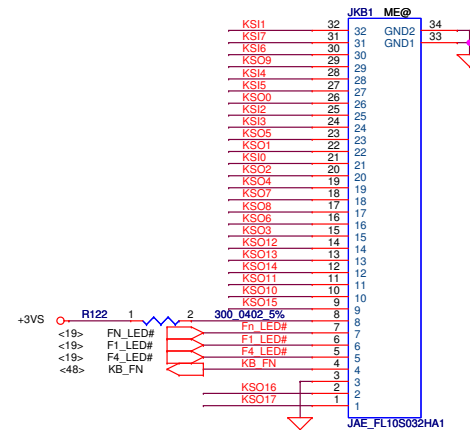 JKB1 ME@
KSI1 32 32 GND2 34
KSI7 31 31 GND1 33
KSI6 30 30
KSO9 29 29
KSI4 28 28
KSI5 27 27
KSO0 26 26
KSI2 25 25
KSI3 24 24
KSO5 23 23
KSO1 22 22
KSI0 21 21
KSO2 20 20
KSO4 19 19
KSO7 18 18
KSO8 17 17
KSO6 16 16
KSO3 15 15
KSO12 14 14
KSO13 13 13
KSO14 12 12
KSO11 11 11
KSO10 10 10
KSO15 9 9
+3VS R122 1 2 300_0402_5% 8 8
<19> FN_LED# Fn_LED# 7 7
<19> F1_LED# F1_LED# 6 6
<19> F4_LED# F4_LED# 5 5
<48> KB_FN KB_FN 4 4
3 3
KSO16 2 2
KSO17 1 1
JAE_FL10S032HA1